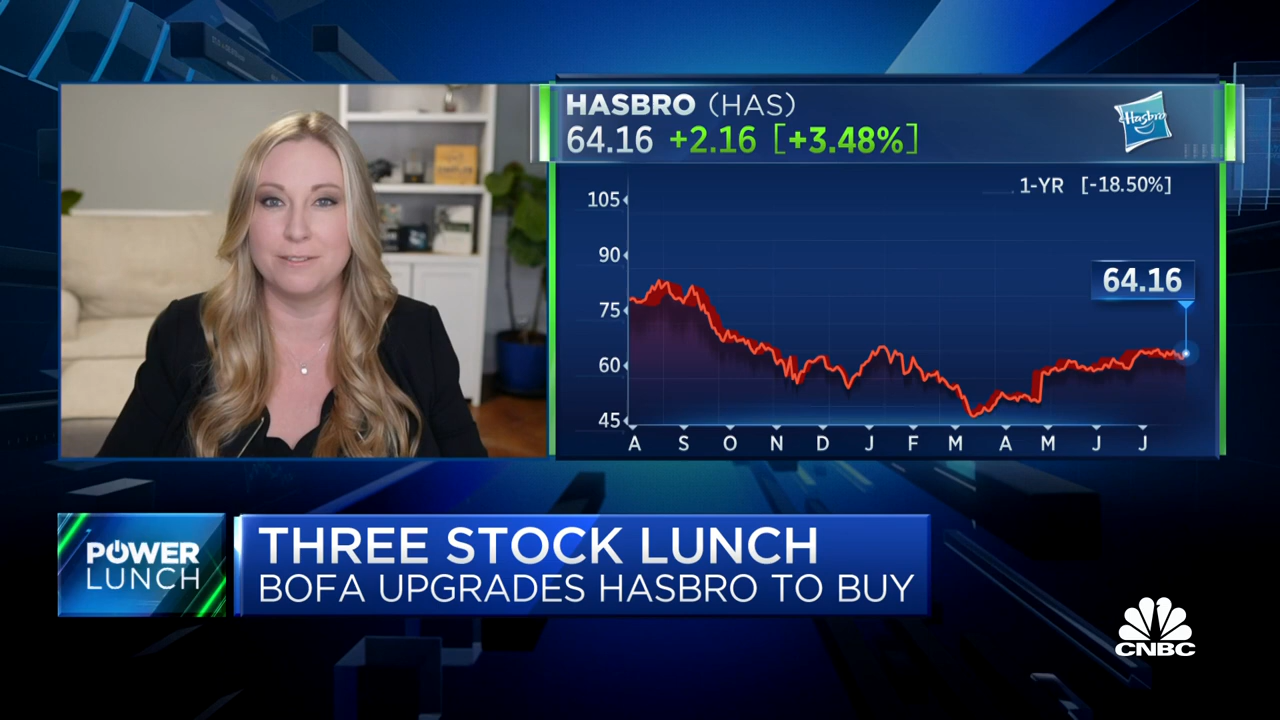 HASBRO (HAS)
64.16 +2.16 [+3.48%]
Hasbro
1-YR [-18.50%]
105
90
75
60
45
64.16
A S O N D J F M A M J J
POWER
LUNCH
THREE STOCK LUNCH
BOFA UPGRADES HASBRO TO BUY
CNBC